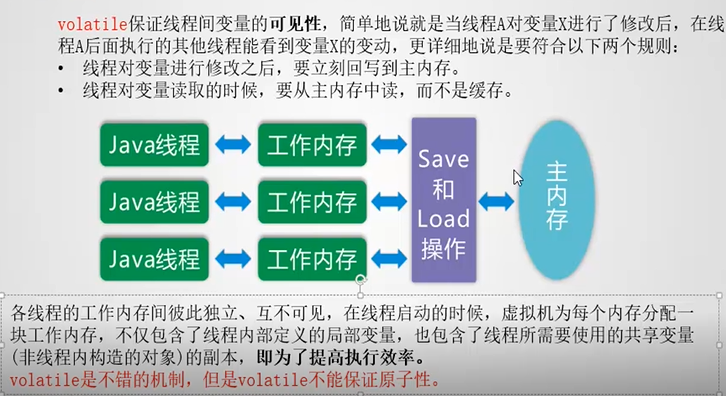 volatile保证线程间变量的可见性，简单地说就是当线程A对变量X进行了修改后，在线
程A后面执行的其他线程能看到变量X的变动，更详细地说是要符合以下两个规则：
• 线程对变量进行修改之后，要立刻回写到主内存。
• 线程对变量读取的时候，要从主内存中读，而不是缓存。
Java线程
工作内存
Java线程
工作内存
Java线程
工作内存
Save
和
Load
操作
主
内
存
各线程的工作内存间彼此独立、互不可见，在线程启动的时候，虚拟机为每个内存分配一
块工作内存，不仅包含了线程内部定义的局部变量，也包含了线程所需要使用的共享变量
(非线程内构造的对象)的副本，即为了提高执行效率。
volatile是不错的机制，但是volatile不能保证原子性。